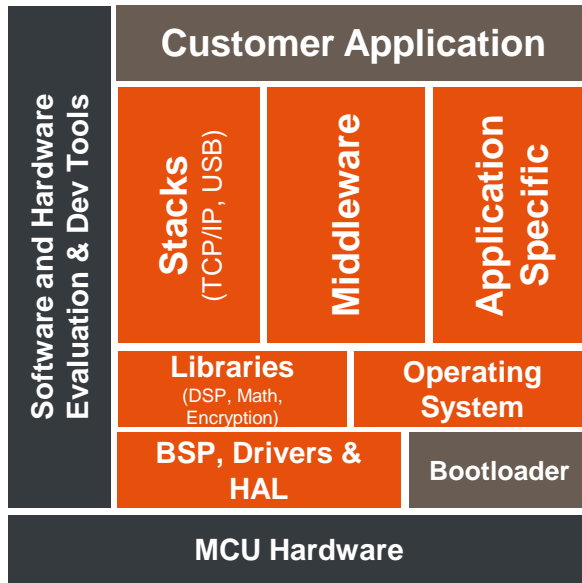 Customer Application
Software and Hardware
Evaluation & Dev Tools
Stacks
(TCP/IP, USB)
Middleware
Application
Specific
Libraries
(DSP, Math,
Encryption)
Operating
System
BSP, Drivers &
HAL
Bootloader
MCU Hardware